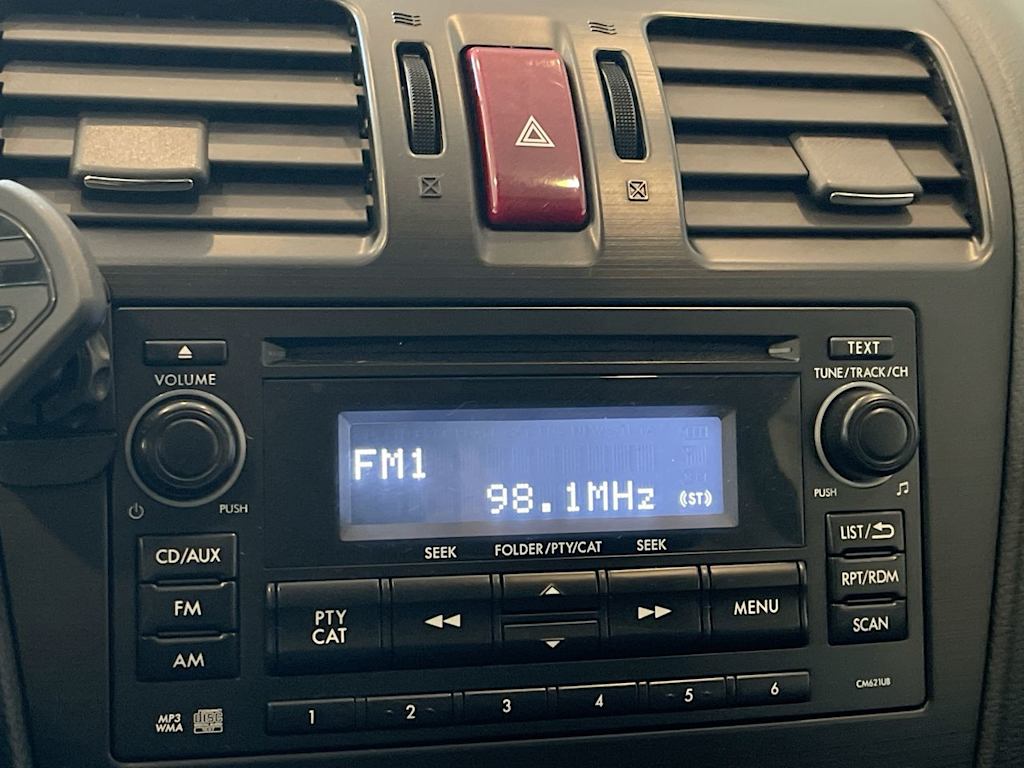 TEXT
VOLUME
TUNE/TRACK/CH
FM1
98.1MHz (ST)
PUSH
PUSH
SEEK FOLDER/PTY/CAT SEEK
LIST/
CD/AUX
RPT/RDM
FM
PTY
CAT
MENU
SCAN
AM
CM621UB
1 2 3 4 5 6
MP3
WMA